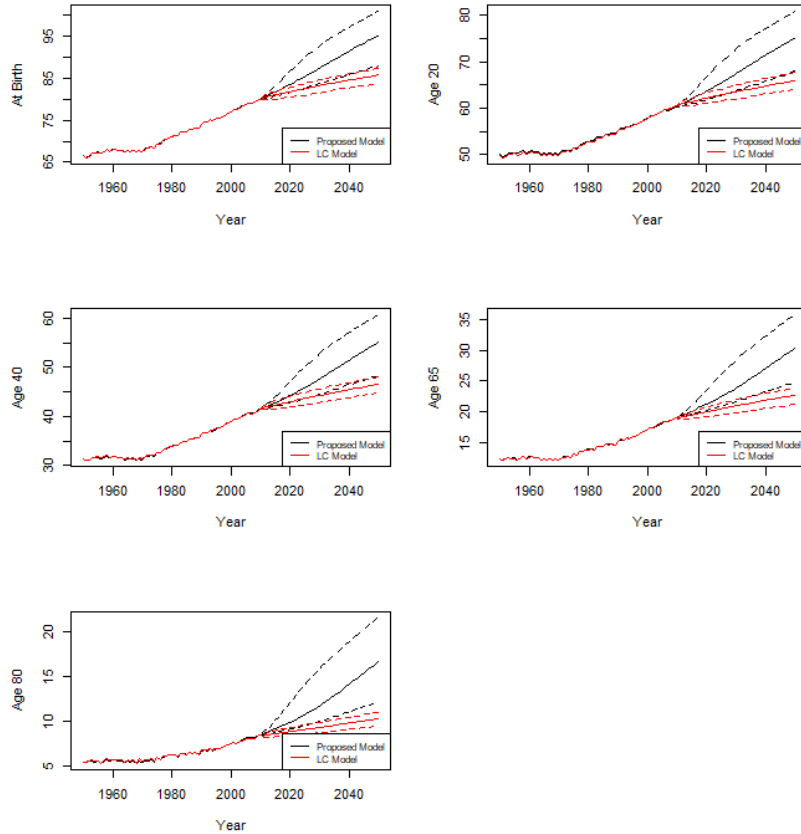 At Birth
65 75 85 95
1960 1980 2000 2020 2040
Year
Proposed Model
LC Model
Age 20
50 60 70 80
1960 1980 2000 2020 2040
Year
Proposed Model
LC Model
Age 40
30 40 50 60
1960 1980 2000 2020 2040
Year
Proposed Model
LC Model
Age 65
15 20 25 30 35
1960 1980 2000 2020 2040
Year
Proposed Model
LC Model
Age 80
5 10 15 20
1960 1980 2000 2020 2040
Year
Proposed Model
LC Model